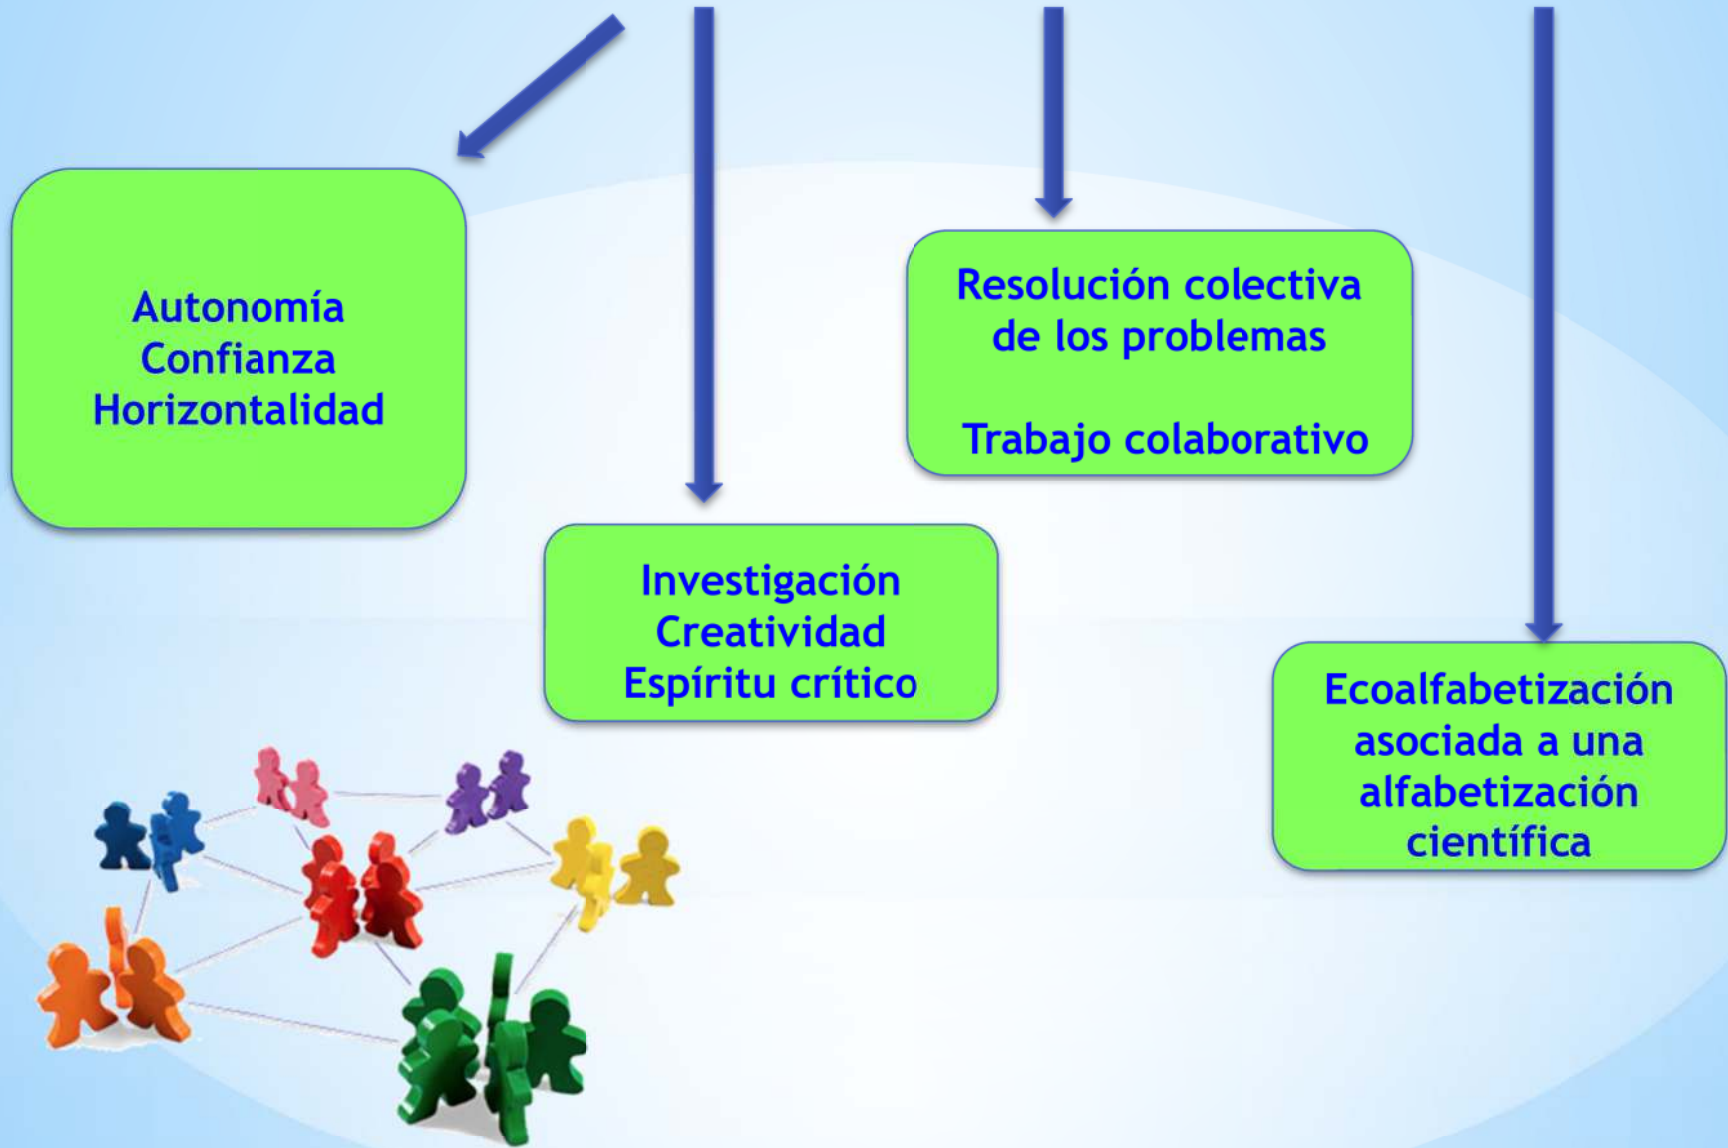 Autonomía
Confianza
Horizontalidad
Resolución colectiva
de los problemas
Trabajo colaborativo
Investigación
Creatividad
Espíritu crítico
Ecoalfabetización
asociada a una
alfabetización
científica